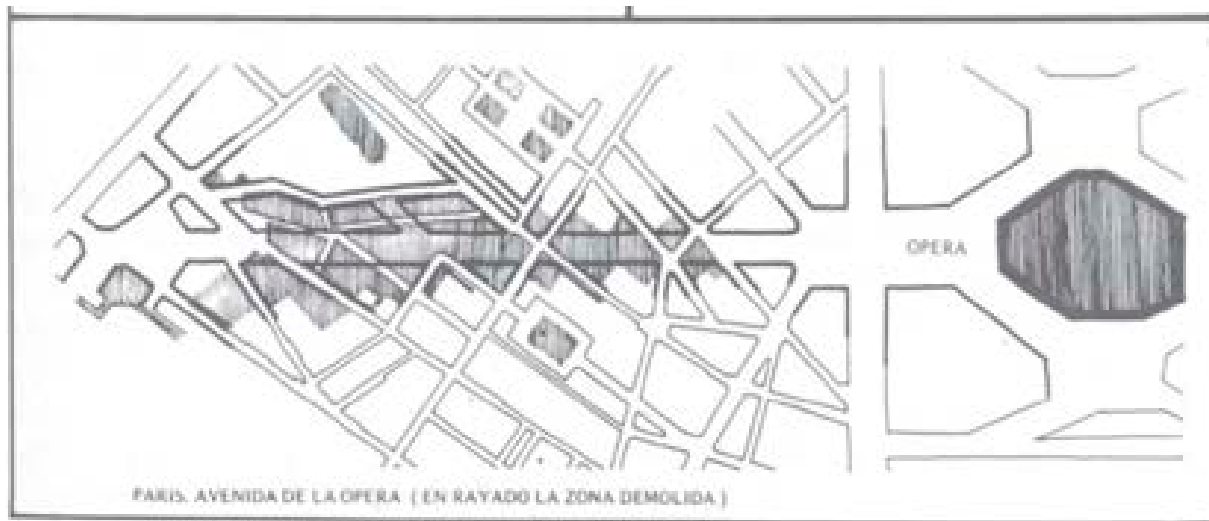 OPERA
PARIS. AVENIDA DE LA OPERA ( EN RAYADO LA ZONA DEMOLIDA )